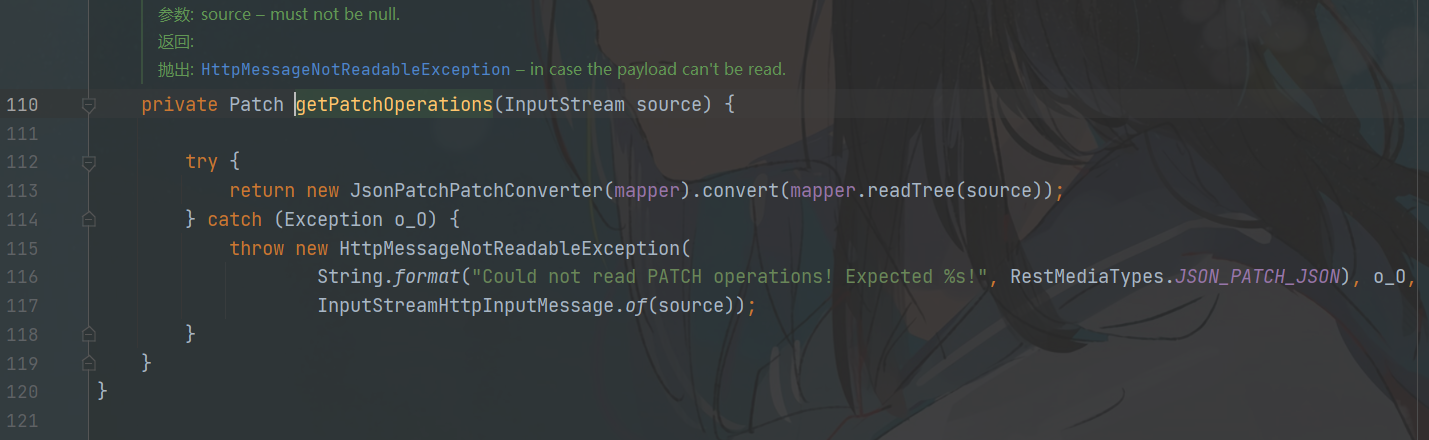 参数: source – must not be null.
返回:
抛出: HttpMessageNotReadableException – in case the payload can't be read.
110 private Patch getPatchOperations(InputStream source) {
111
112 try {
113 return new JsonPatchPatchConverter(mapper).convert(mapper.readTree(source));
114 } catch (Exception o_O) {
115 throw new HttpMessageNotReadableException(
116 String.format("Could not read PATCH operations! Expected %s!", RestMediaTypes.JSON_PATCH_JSON), o_O,
117 InputStreamHttpInputMessage.of(source));
118 }
119 }
120 }
121